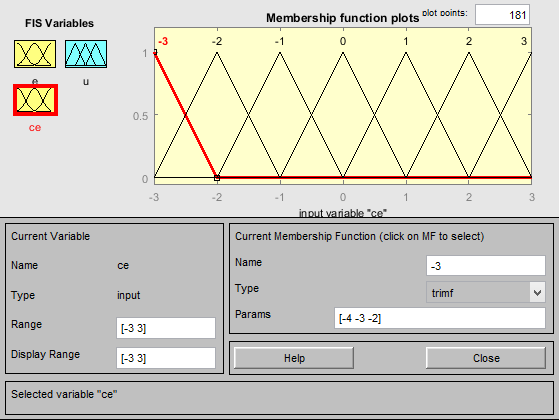 FIS Variables
Membership function plots
plot points:
181
e
u
ce
-3
-2
-1
0
1
2
3
1
0.5
0
-3
-2
-1
0
1
2
3
input variable "ce"
Current Variable
Name
ce
Type
input
Range
[-3 3]
Display Range
[-3 3]
Current Membership Function (click on MF to select)
Name
-3
Type
trimf
Params
[-4 -3 -2]
Help
Close
Selected variable "ce"